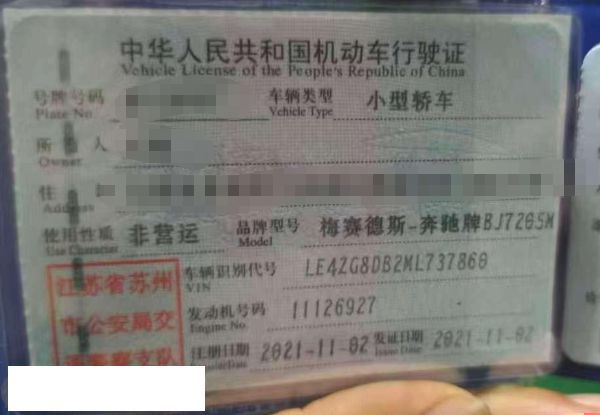 中华人民共和国机动车行驶证
Vehicle License of the People's Republic of China
号牌号码 车辆类型 小型轿车
Plate No. Vehicle Type
所 人
Owner
住
Address
使用性质 非营运 品牌型号 梅赛德斯-奔驰牌BJ7205M
Use Character Model
江苏省苏州
市公安局交
车辆识别代号 LE4ZG8DB2ML737860
VIN
发动机号码 11126927
Engine No.
注册日期 2021-11-02 发证日期 2021-11-02
Issue Date